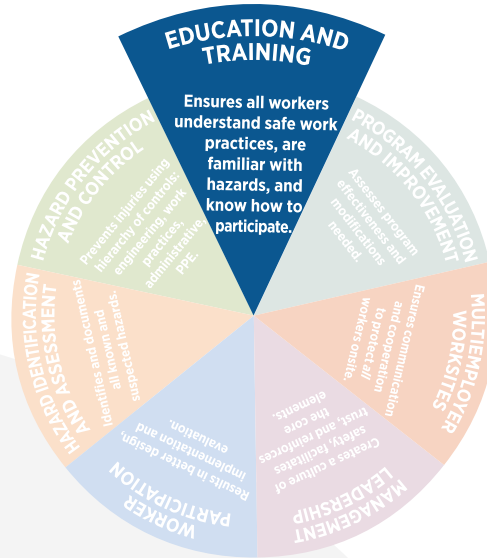 EDUCATION AND
TRAINING
Ensures all workers
understand safe work
practices, are
familiar with
hazards, and
know how to
participate.
PROGRAM EVALUATION
AND IMPROVEMENT
Assesses program
effectiveness and
modifications
needed.
MULTIEMPLOYER
WORKSITES
Ensures communication
and cooperation
to protect all
workers onsite.
MANAGEMENT
LEADERSHIP
Creates a culture of
safety, facilitates
trust, and reinforces
the core
elements.
WORKER
PARTICIPATION
Results in better design,
implementation and
evaluation.
HAZARD IDENTIFICATION
AND ASSESSMENT
Identifies and documents
all known and
suspected hazards.
HAZARD PREVENTION
AND CONTROL
Prevents injuries using
hierarchy of controls:
engineering, work
practices,
administrative,
PPE.